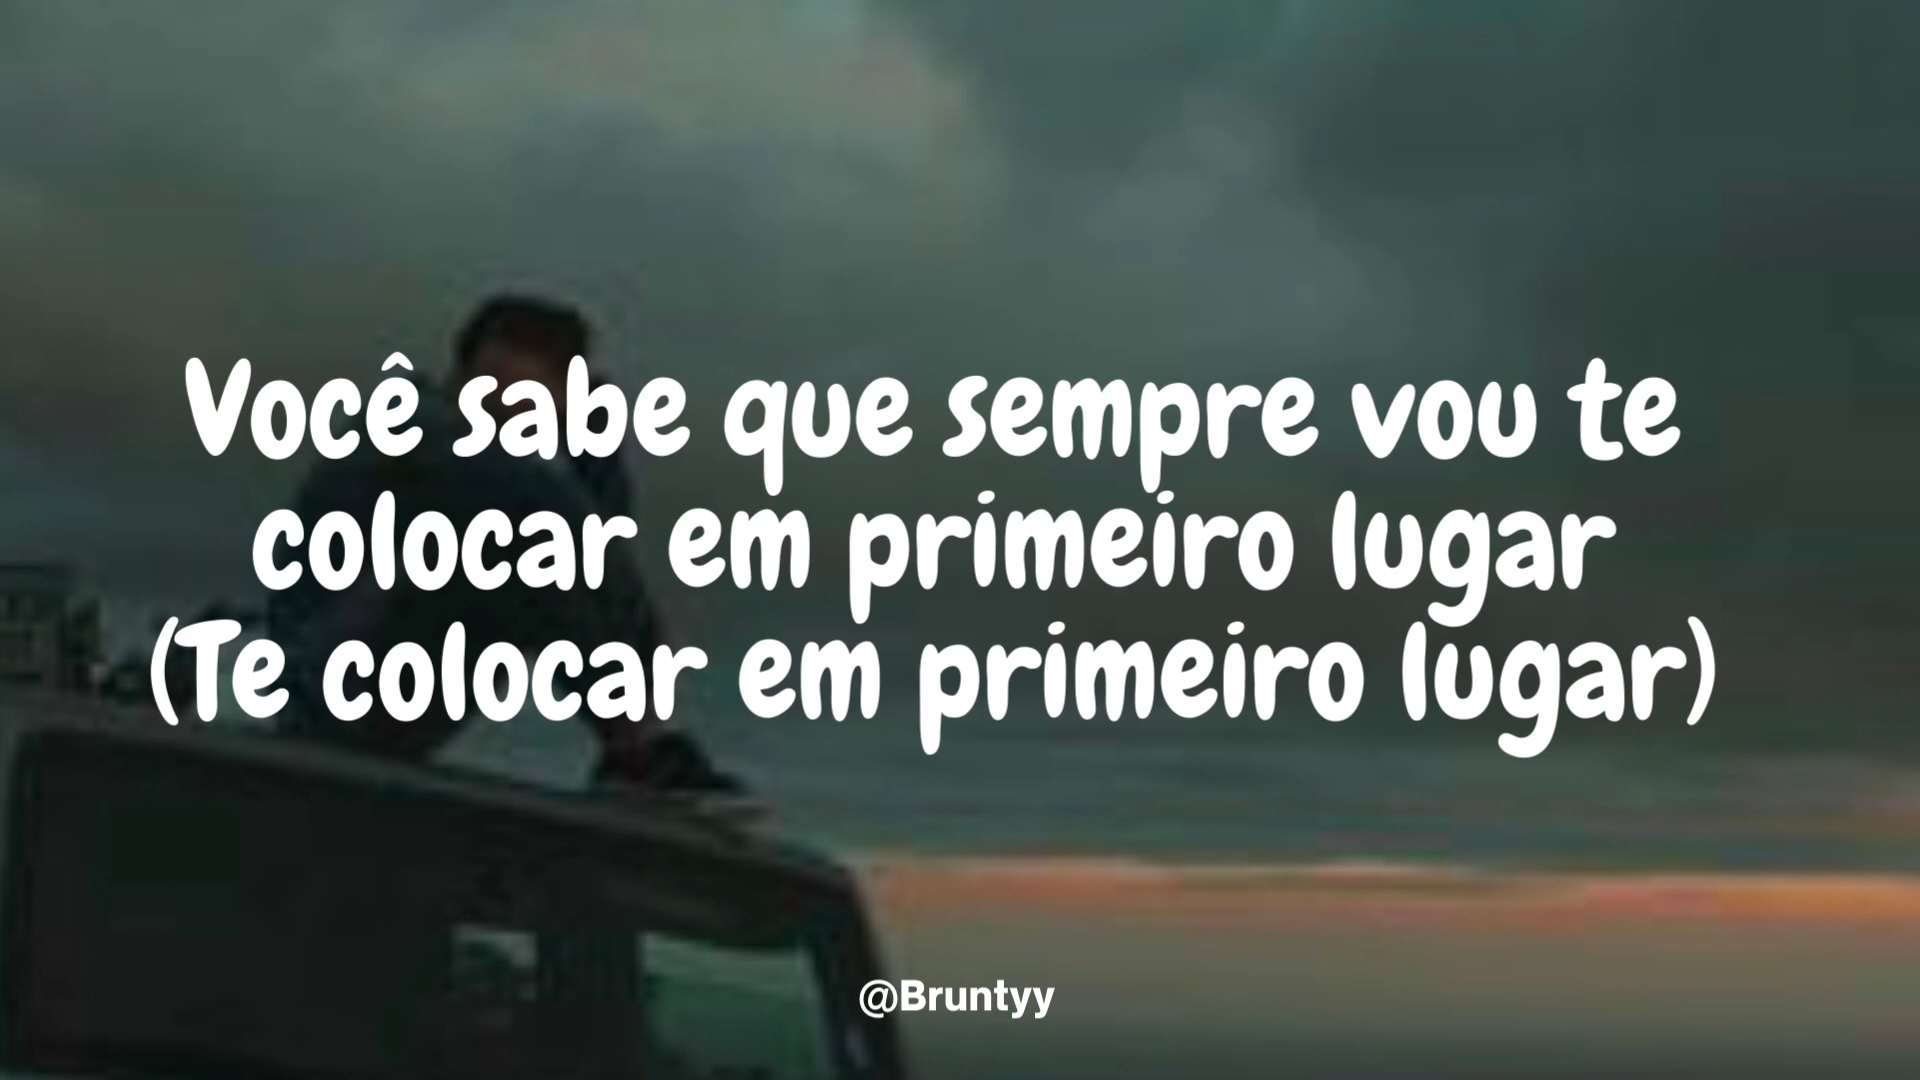 Você sabe que sempre vou te
colocar em primeiro lugar
(Te colocar em primeiro lugar)
@Bruntyy